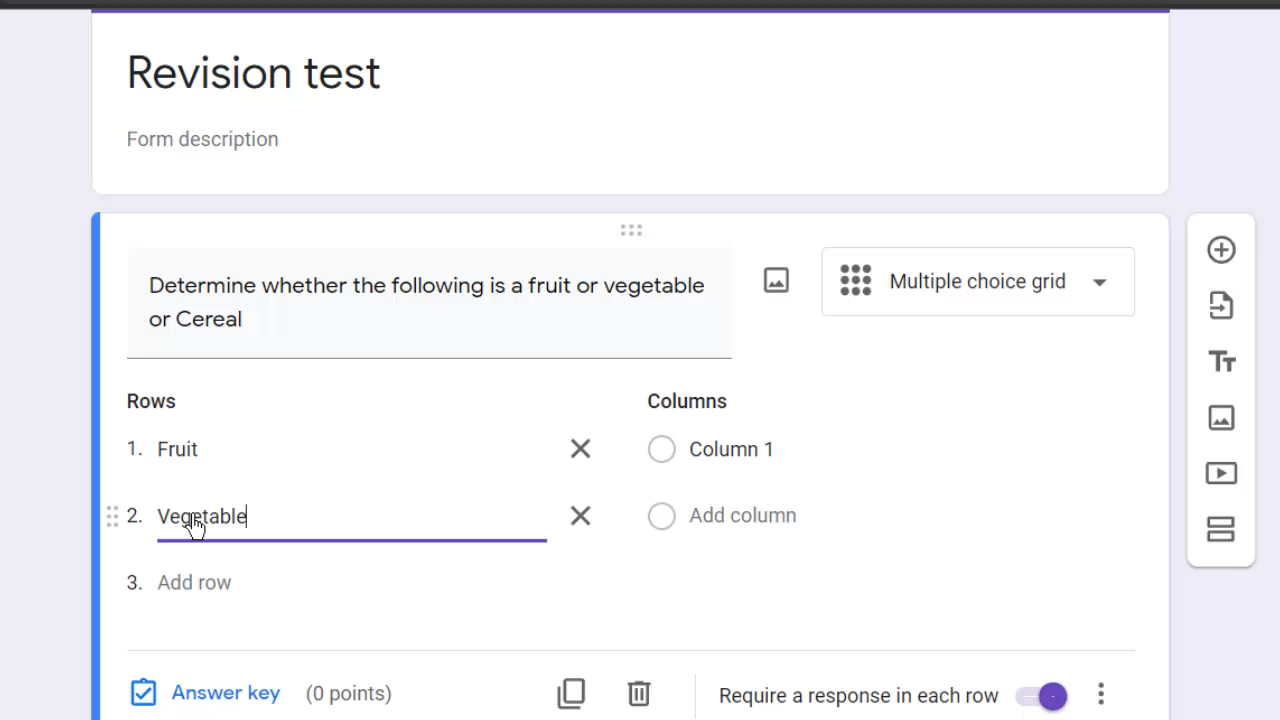 Revision test
Form description
Determine whether the following is a fruit or vegetable
or Cereal
Multiple choice grid
Rows
Columns
1. Fruit
Column 1
2. Vegetable
Add column
3. Add row
Answer key (0 points)
Require a response in each row